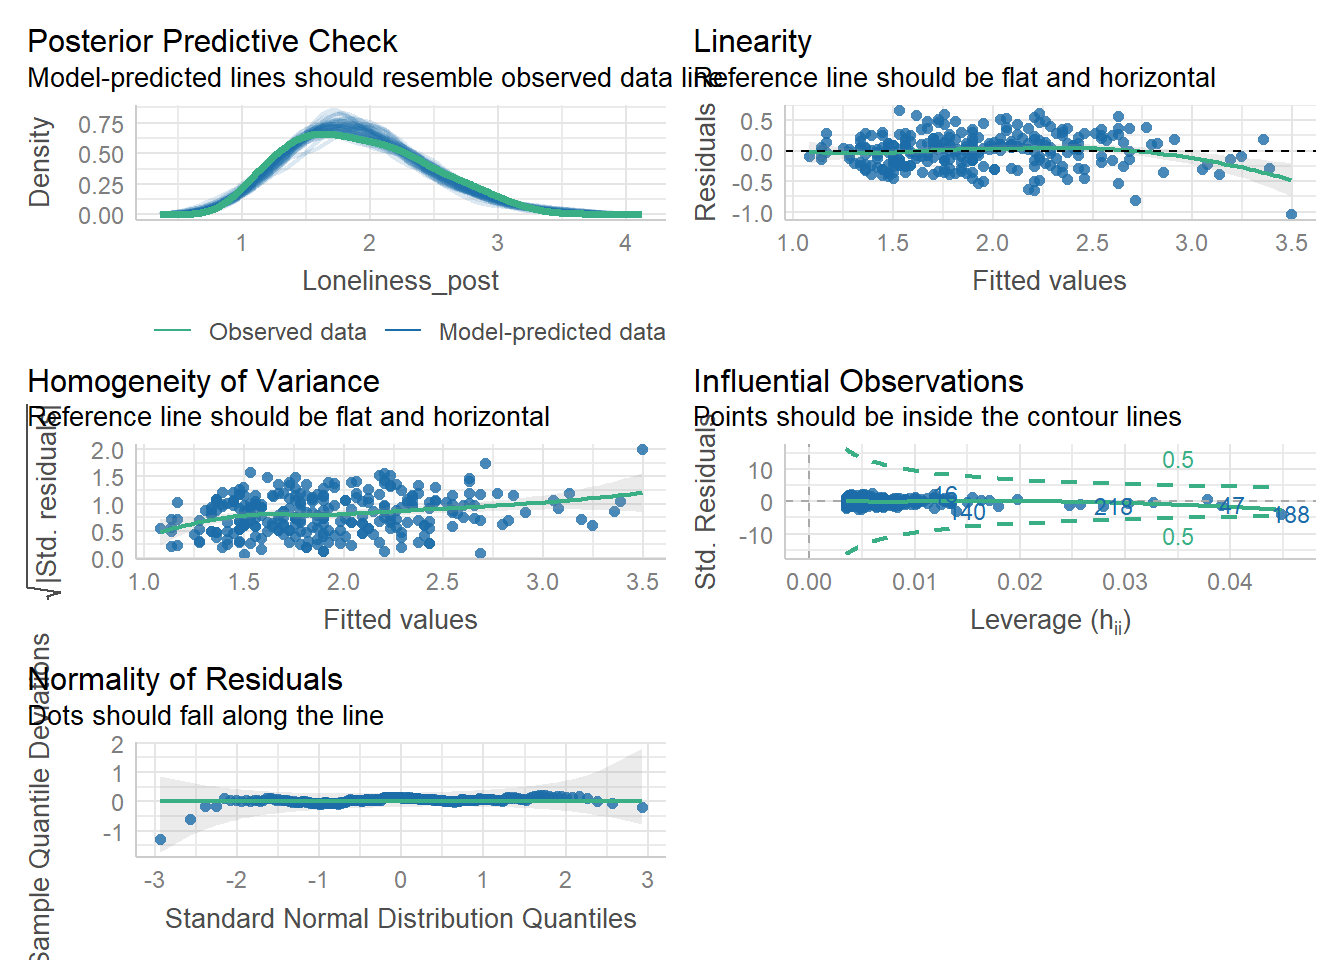 Posterior Predictive Check
Model-predicted lines should resemble observed data line
Density
0.75
0.50
0.25
0.00
1 2 3 4
Loneliness_post
Observed data Model-predicted data
Linearity
Reference line should be flat and horizontal
Residuals
0.5
0.0
-0.5
-1.0
1.0 1.5 2.0 2.5 3.0 3.5
Fitted values
Homogeneity of Variance
Reference line should be flat and horizontal
√|Std. residuals|
2.0
1.5
1.0
0.5
0.0
1.0 1.5 2.0 2.5 3.0 3.5
Fitted values
Influential Observations
Points should be inside the contour lines
Std. Residuals
10
0
-10
0.5
16
140
218
47
188
0.5
0.00 0.01 0.02 0.03 0.04
Leverage (hii)
Normality of Residuals
Dots should fall along the line
Sample Quantile Deviations
2
1
0
-1
-3 -2 -1 0 1 2 3
Standard Normal Distribution Quantiles